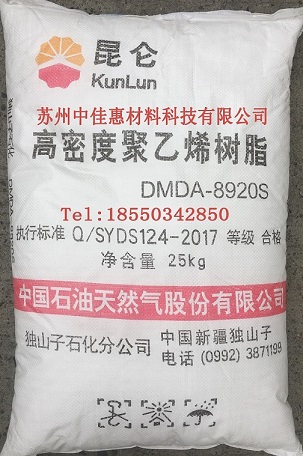 昆仑
KunLun
苏州中佳惠材料科技有限公司
高密度聚乙烯树脂
DMDA-8920S
Tel:18550342850
执行标准 Q/SYDS124-2017 等级 合格
净含量 25kg
中国石油天然气股份有限公司
独山子石化分公司
中国新疆独山子
电话 (0992) 3871199